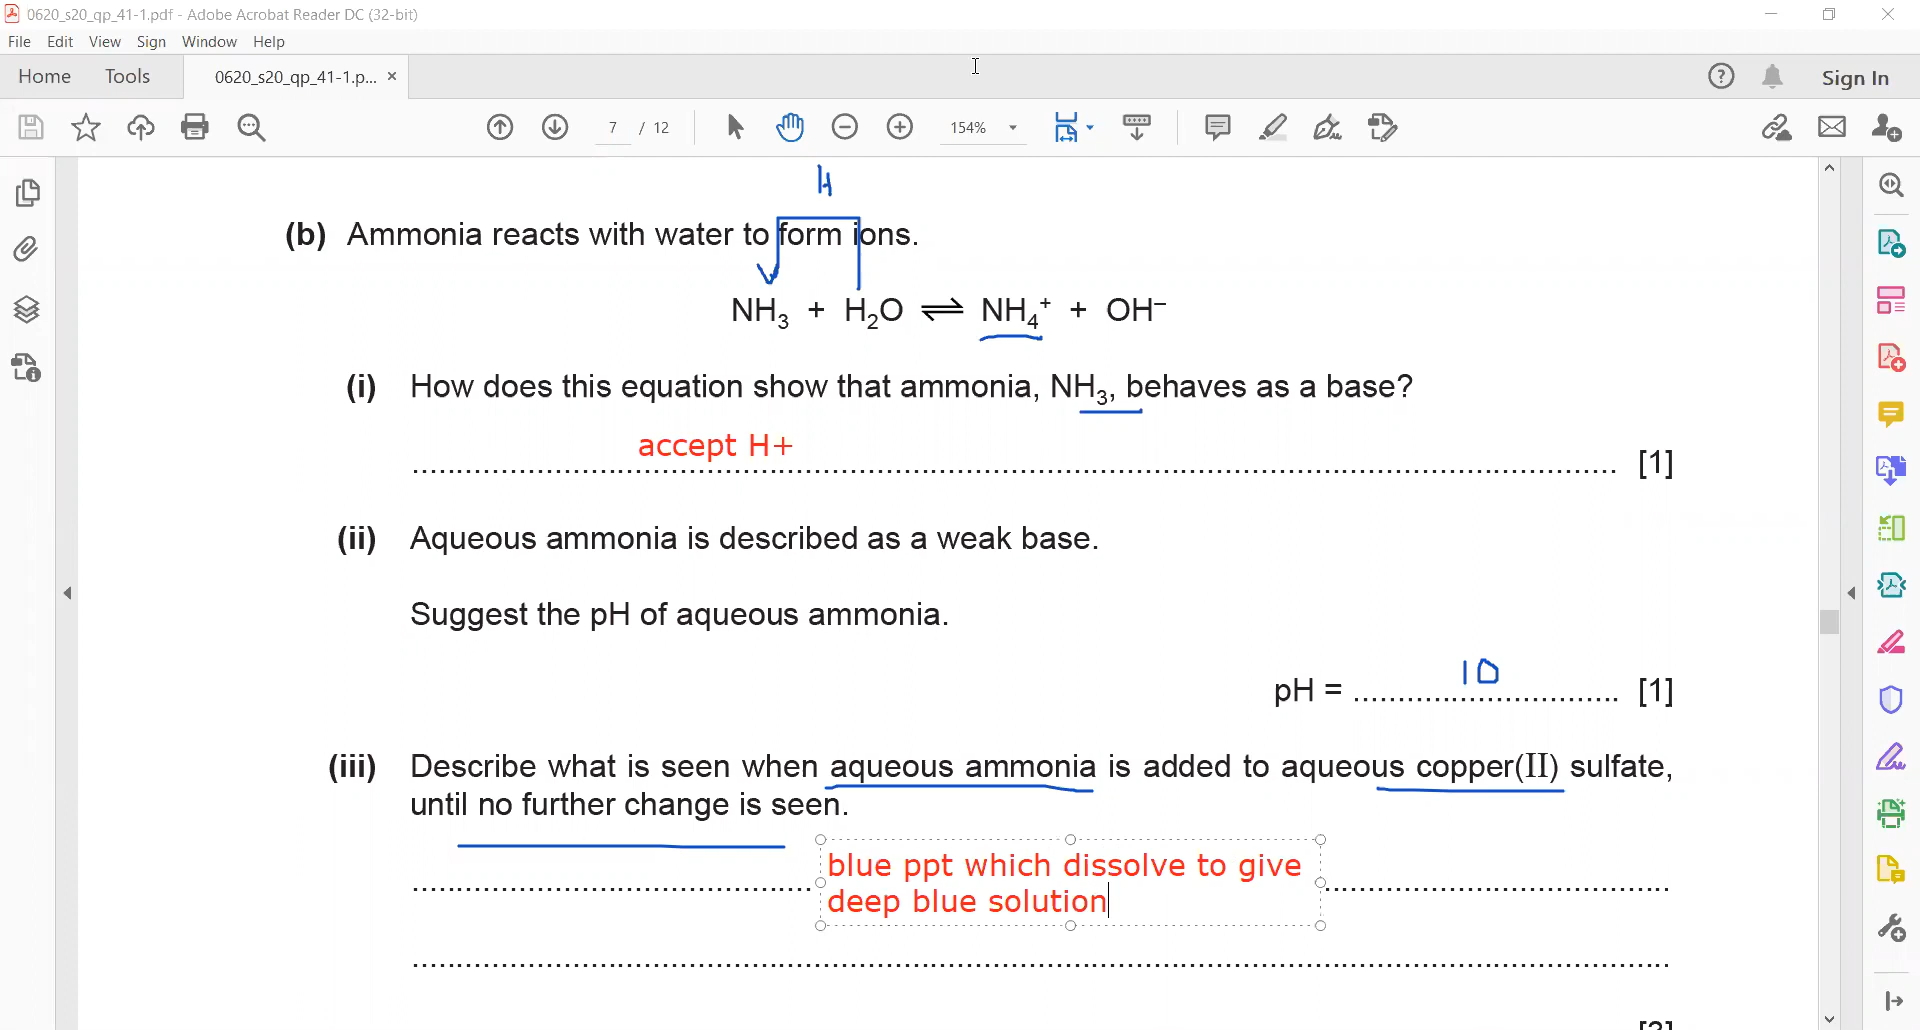 0620_s20_qp_41-1.pdf - Adobe Acrobat Reader DC (32-bit)
File Edit View Sign Window Help
Home Tools 0620_s20_qp_41-1.p... × Sign In
7 / 12 154%
H
(b) Ammonia reacts with water to form ions.
NH₃ + H₂O ⇌ NH₄⁺ + OH⁻
(i) How does this equation show that ammonia, NH₃, behaves as a base?
accept H+
[1]
(ii) Aqueous ammonia is described as a weak base.
Suggest the pH of aqueous ammonia.
pH = 10 [1]
(iii) Describe what is seen when aqueous ammonia is added to aqueous copper(II) sulfate,
until no further change is seen.
blue ppt which dissolve to give
deep blue solution